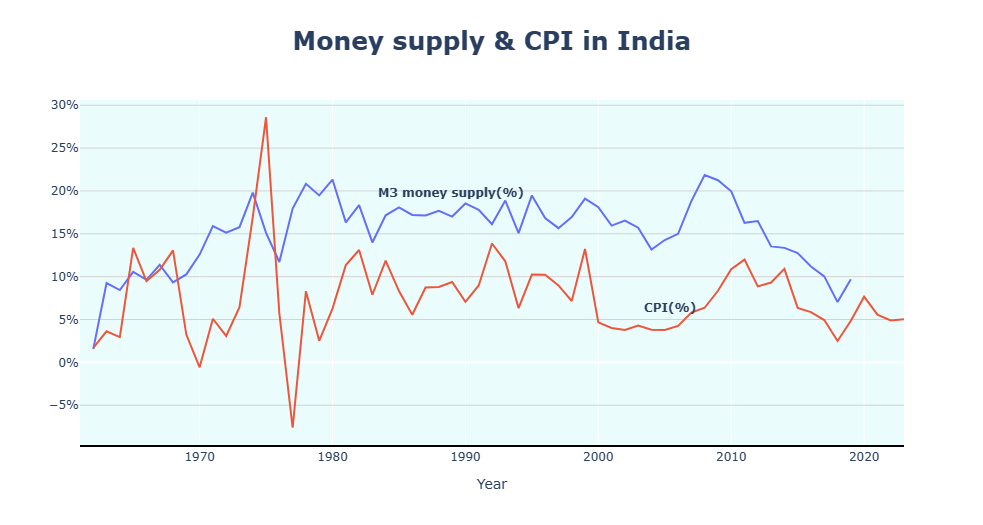 Money supply & CPI in India
30%
25%
20%
15%
10%
5%
0%
−5%
M3 money supply(%)
CPI(%)
1970 1980 1990 2000 2010 2020
Year